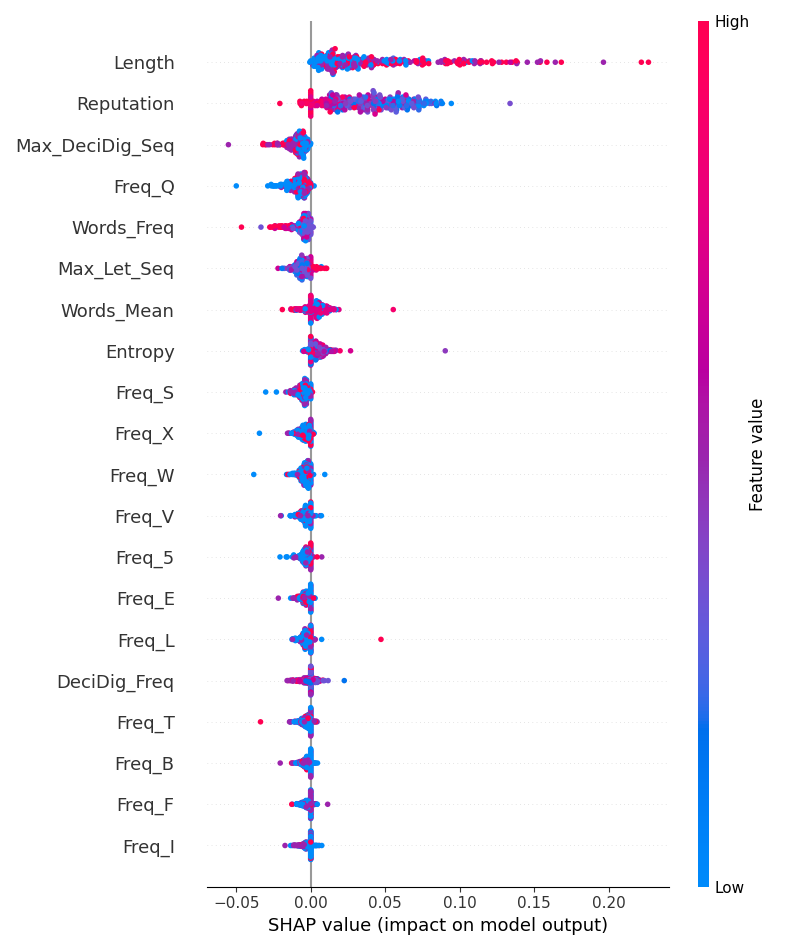 High
Length
Reputation
Max_DeciDig_Seq
Freq_Q
Words_Freq
Max_Let_Seq
Words_Mean
Entropy
Freq_S
Freq_X
Freq_W
Freq_V
Freq_5
Freq_E
Freq_L
DeciDig_Freq
Freq_T
Freq_B
Freq_F
Freq_I
Feature value
Low
−0.05 0.00 0.05 0.10 0.15 0.20
SHAP value (impact on model output)